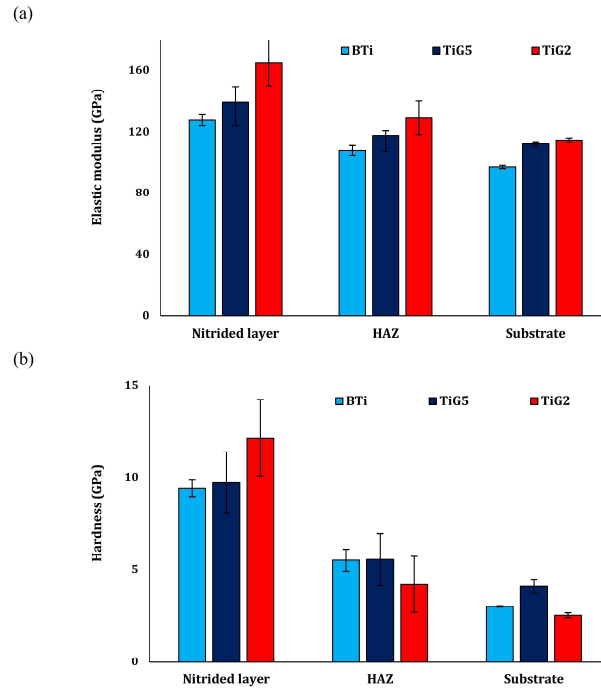 (a)
BTi TiG5 TiG2
Elastic modulus (GPa)
160
120
80
40
0
Nitrided layer HAZ Substrate
(b)
BTi TiG5 TiG2
Hardness (GPa)
15
10
5
0
Nitrided layer HAZ Substrate